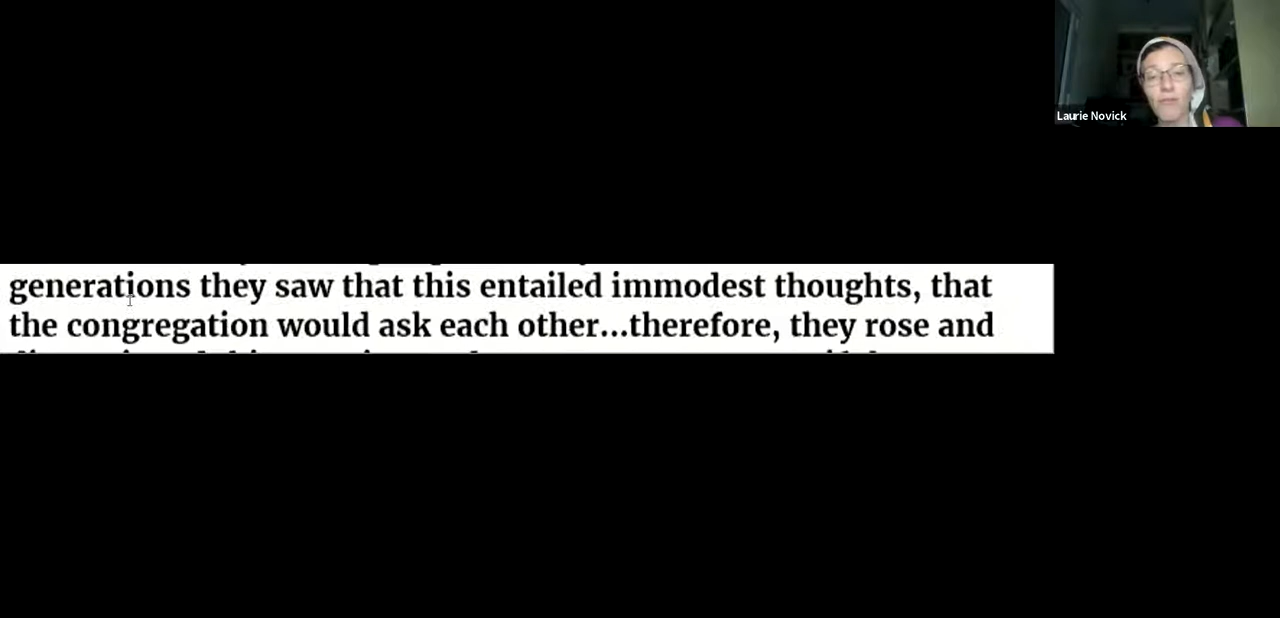 Laurie Novick
generations they saw that this entailed immodest thoughts, that
the congregation would ask each other...therefore, they rose and